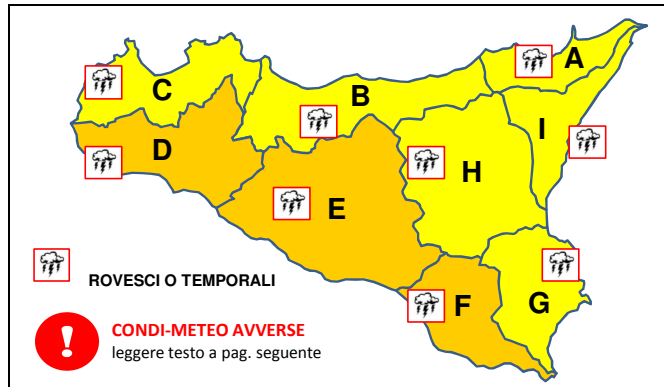 A
C
B
I
D
H
E
ROVESCI O TEMPORALI
F
G
!
CONDI-METEO AVVERSE
leggere testo a pag. seguente